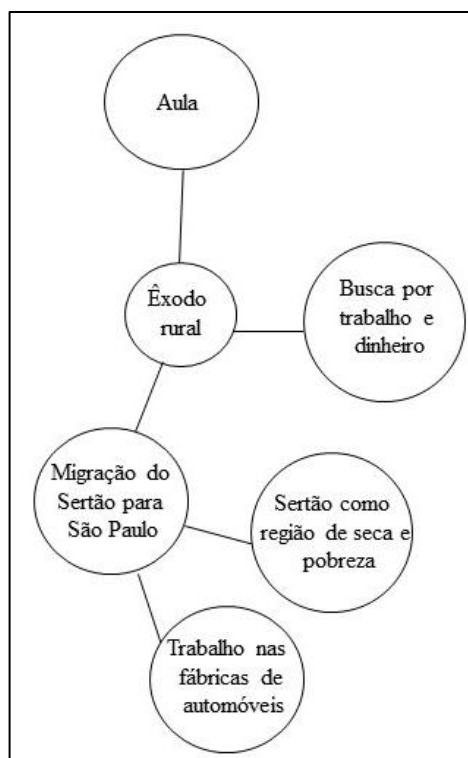 Aula
Êxodo
rural
Busca por
trabalho e
dinheiro
Migração do
Sertão para
São Paulo
Sertão como
região de seca e
pobreza
Trabalho nas
fábricas de
automóveis